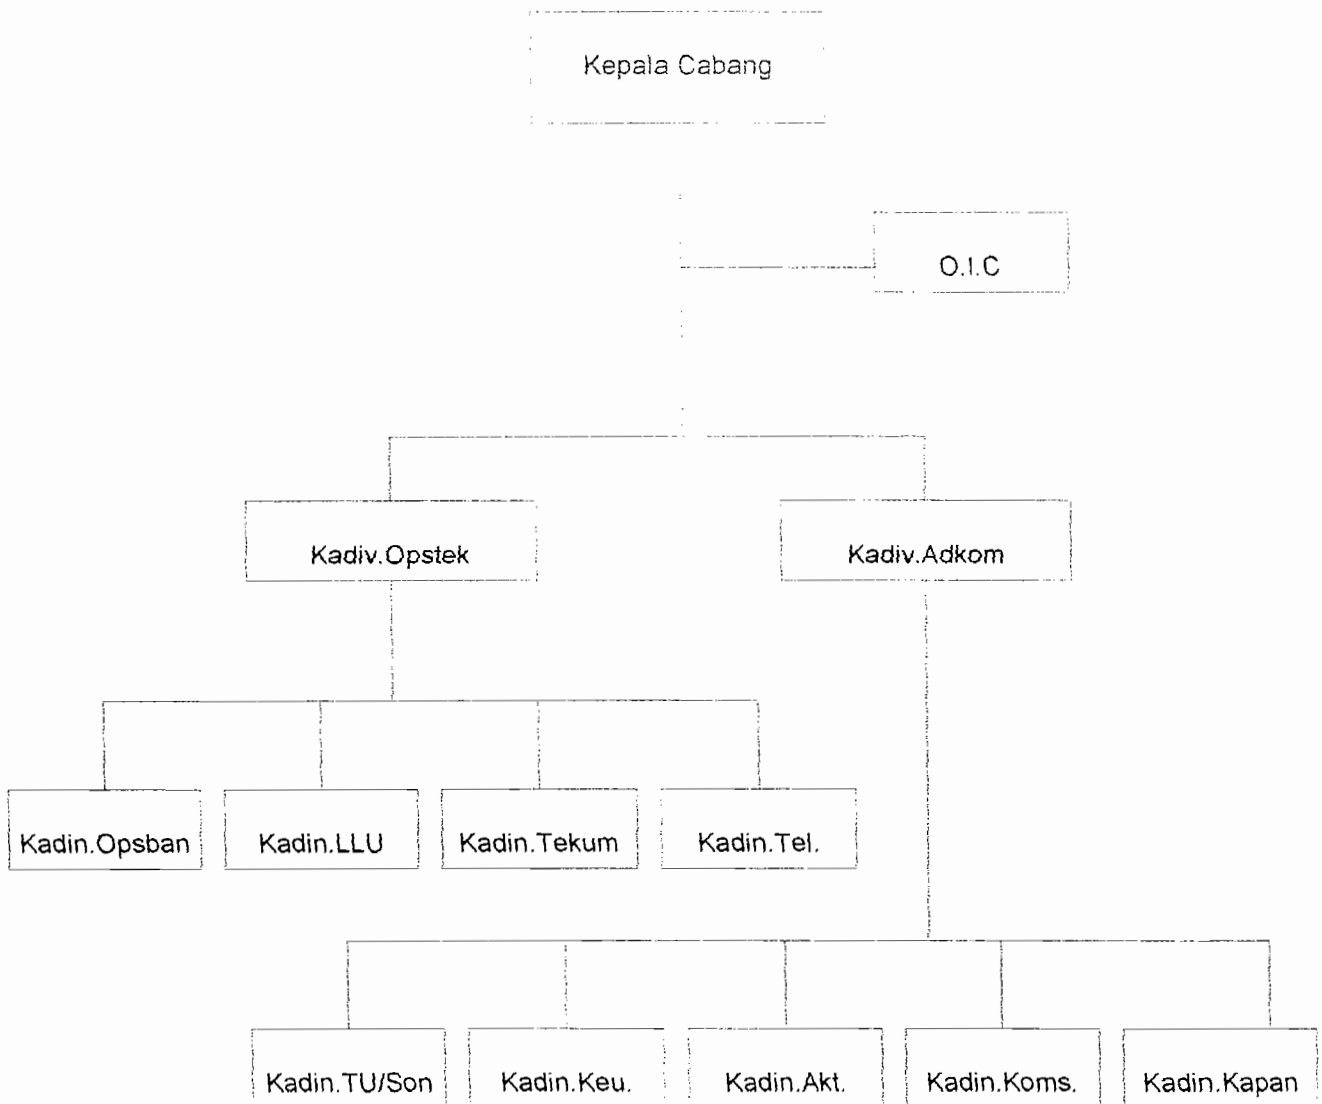 Kepala Cabang
O.I.C
Kadiv.Opstek
Kadiv.Adkom
Kadin.Opsban
Kadin.LLU
Kadin.Tekum
Kadin.Tel.
Kadin.TU/Son
Kadin.Keu.
Kadin.Akt.
Kadin.Koms.
Kadin.Kapan